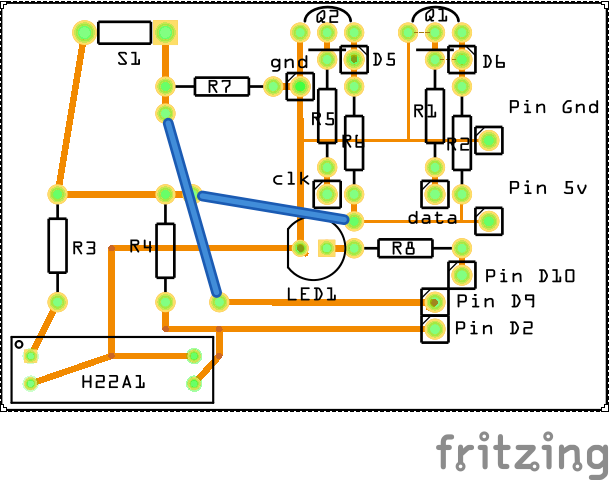 Q2 Q1
S1 gnd D5 D6
R7
R5 R1 Pin Gnd
R6 R2
clk Pin 5v
data
R3 R4 R8
Pin D10
LED1 Pin D9
Pin D2
H22A1
fritzing